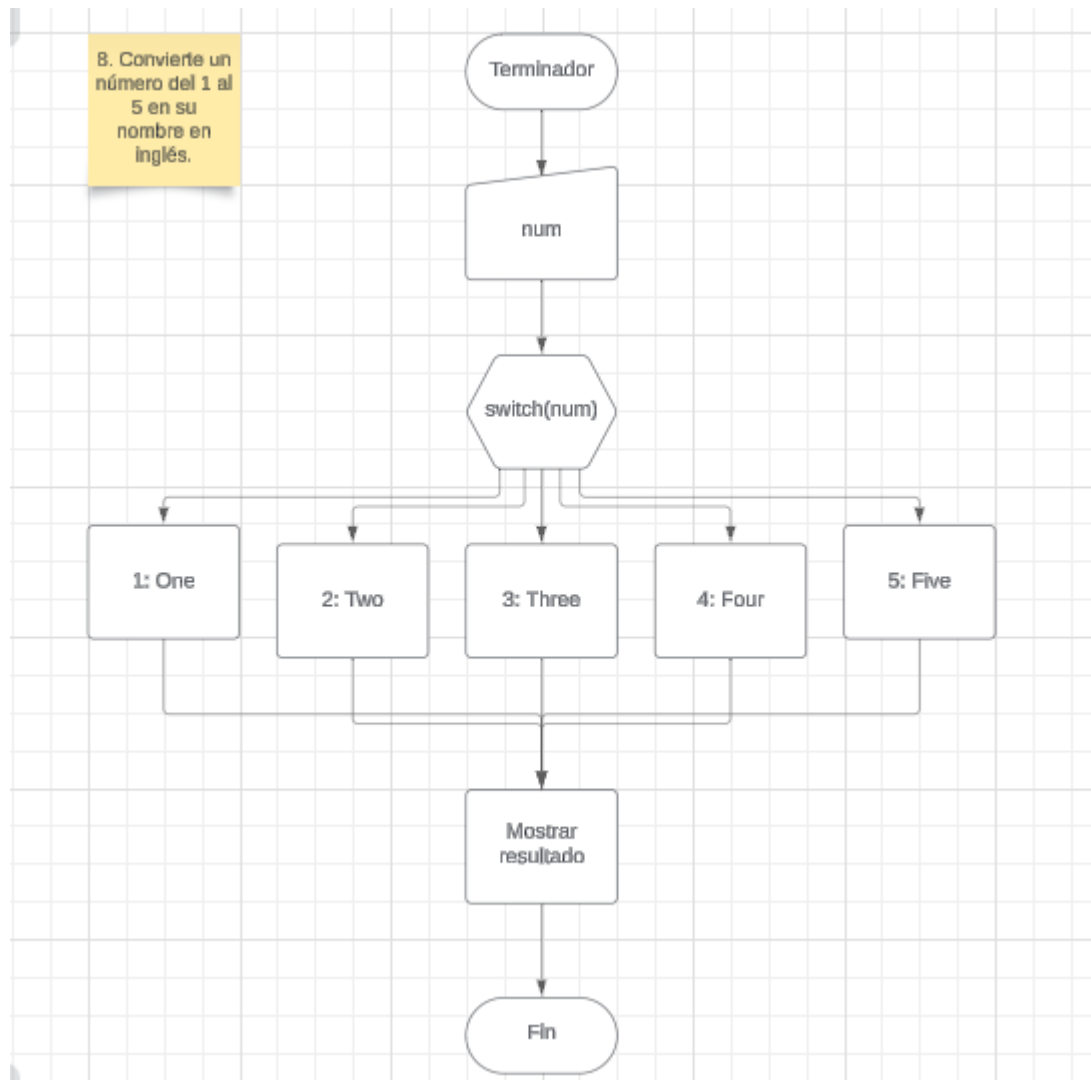 8. Convierte un
número del 1 al
5 en su
nombre en
inglés.
Terminador
num
switch(num)
1: One
2: Two
3: Three
4: Four
5: Five
Mostrar
resultado
Fin